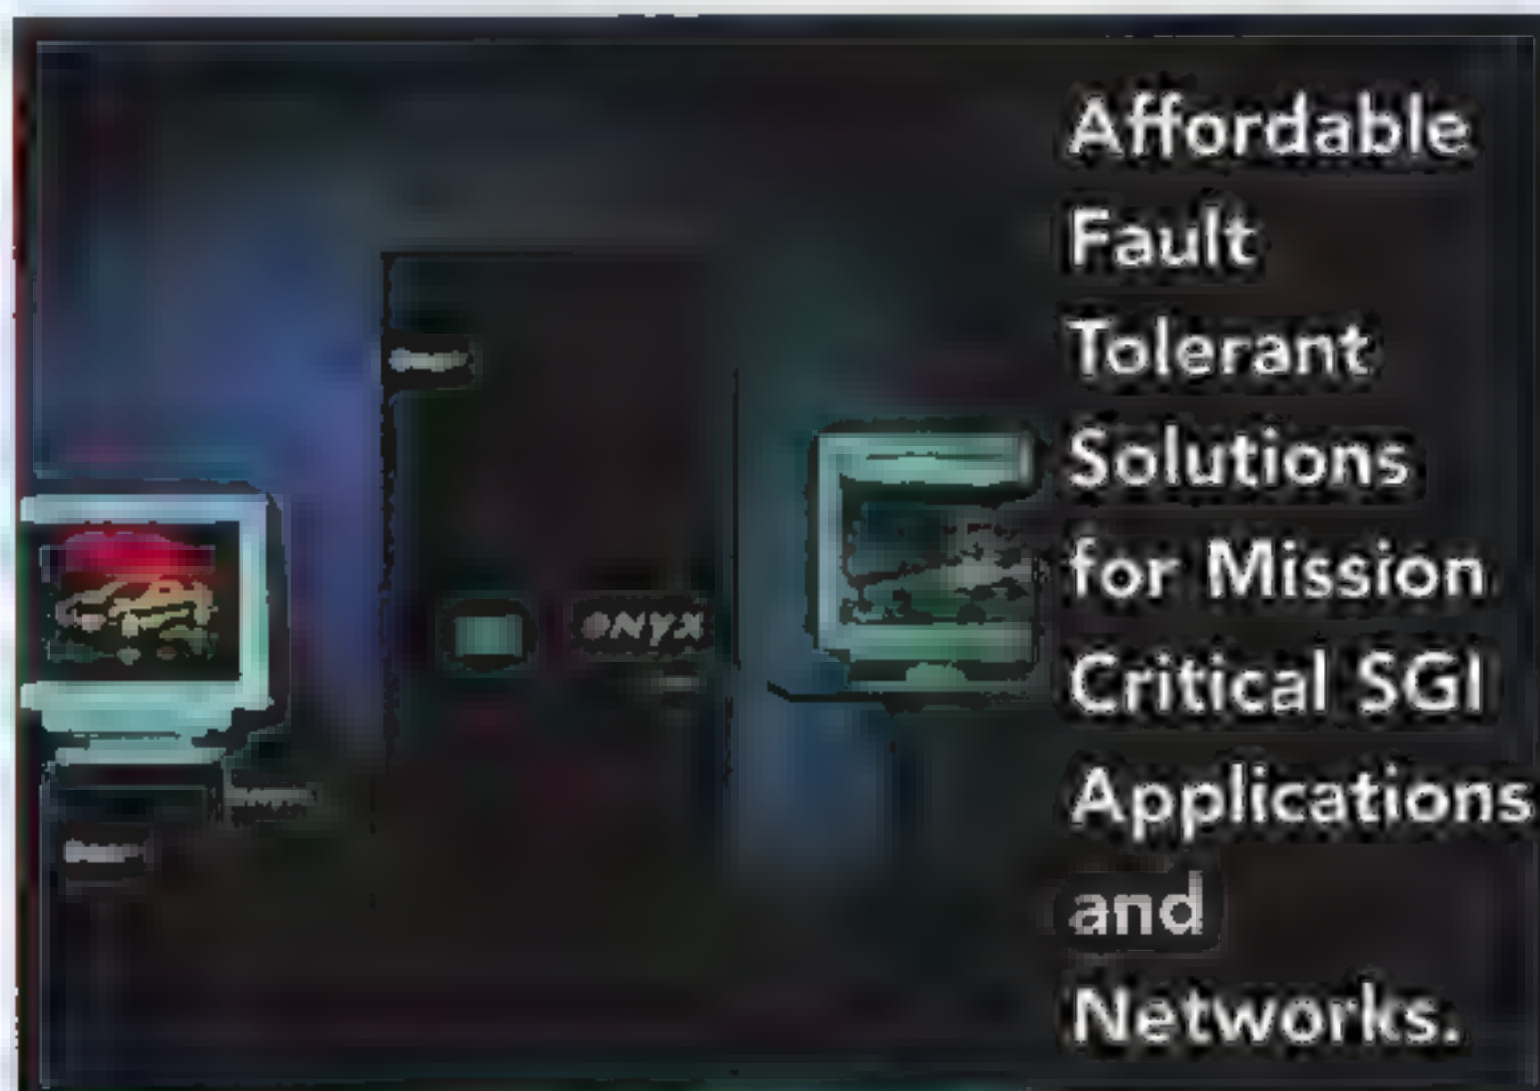 Affordable
Fault
Tolerant
Solutions
for Mission
Critical SGI
Applications
and
Networks.
ONYX